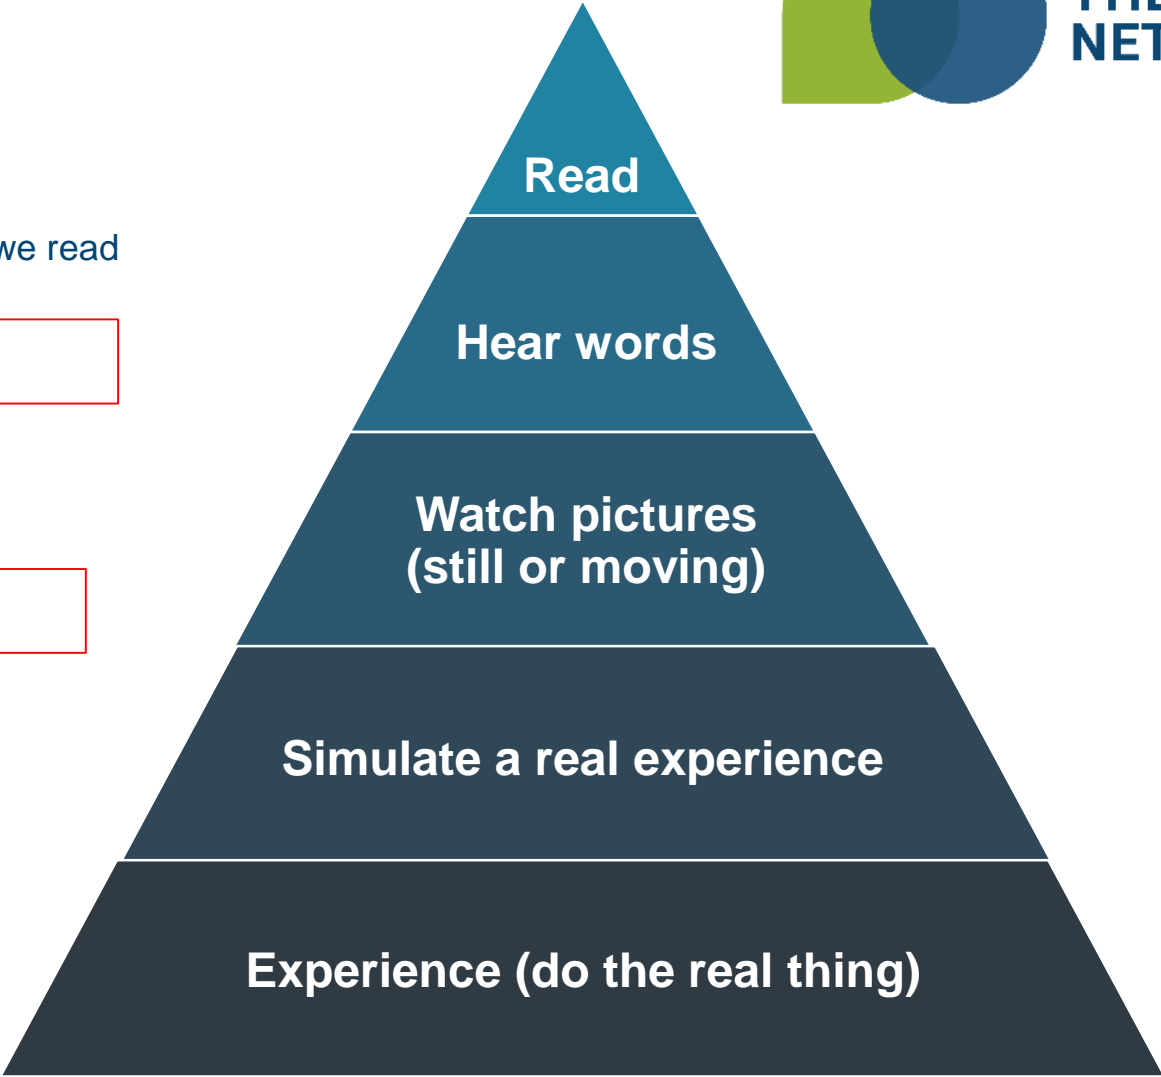 NET
Read
we read
Hear words
Watch pictures
(still or moving)
Simulate a real experience
Experience (do the real thing)